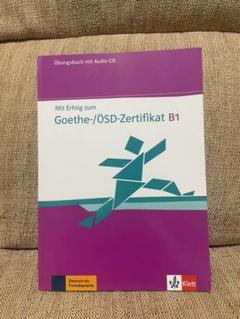 Übungsbuch mit Audio-CD
Mit Erfolg zum
Goethe-/ÖSD-Zertifikat B1
Deutsch als
Fremdsprache
Klett